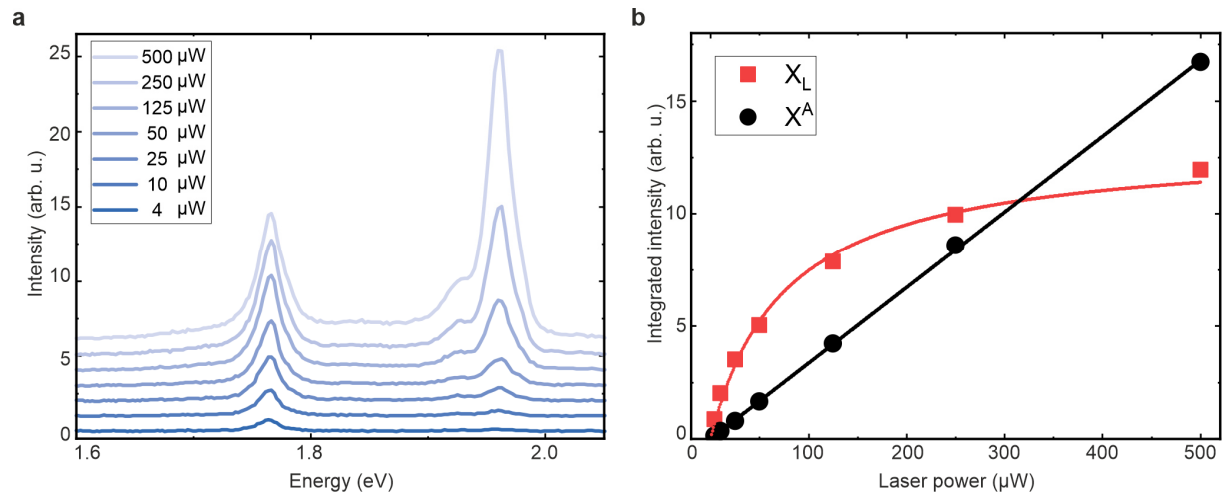 a
25
20
15
10
5
0
Intensity (arb. u.)
500 µW
250 µW
125 µW
50 µW
25 µW
10 µW
4 µW
1.6
1.8
2.0
Energy (eV)
b
15
10
5
0
Integrated intensity (arb. u.)
X_L
X^A
0
100
200
300
400
500
Laser power (µW)